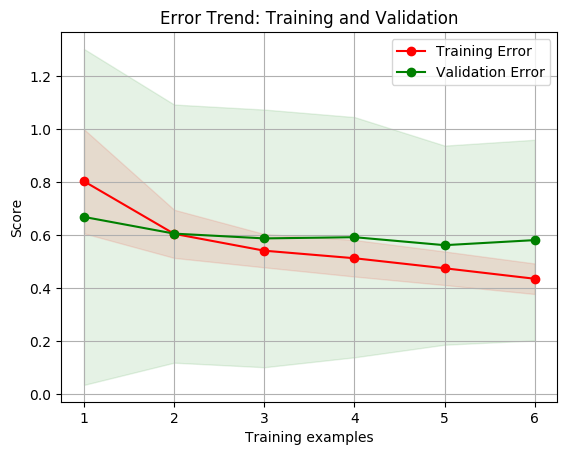 Error Trend: Training and Validation
Training Error
Validation Error
Score
1.2
1.0
0.8
0.6
0.4
0.2
0.0
1 2 3 4 5 6
Training examples